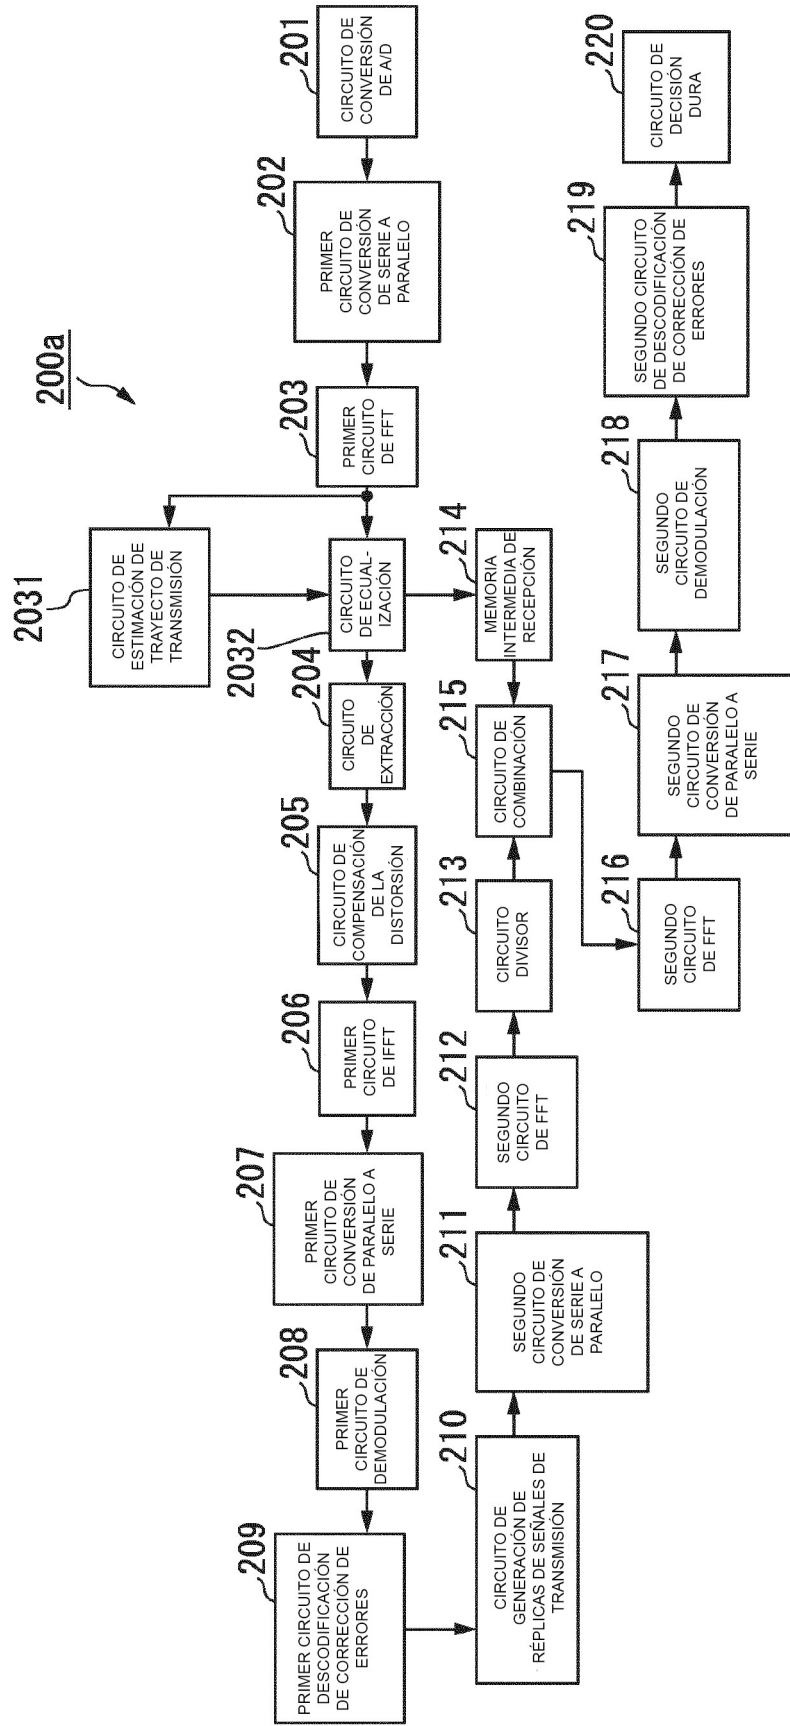 200a
201
CIRCUITO DE
CONVERSIÓN
DE A/D
202
PRIMER
CIRCUITO DE
CONVERSIÓN
DE SERIE A
PARALELO
203
PRIMER
CIRCUITO
DE FFT
2031
CIRCUITO DE
ESTIMACIÓN DE
TRAYECTO DE
TRANSMISIÓN
2032
CIRCUITO
DE ECUAL-
IZACIÓN
204
CIRCUITO
DE
EXTRACCIÓN
205
CIRCUITO DE
COMPENSACIÓN
DE LA
DISTORSIÓN
206
PRIMER
CIRCUITO
DE IFFT
207
PRIMER
CIRCUITO DE
CONVERSIÓN
DE PARALELO A
SERIE
208
PRIMER
CIRCUITO DE
DEMODULACIÓN
209
PRIMER CIRCUITO DE
DESCODIFICACIÓN
DE CORRECCIÓN DE
ERRORES
210
CIRCUITO DE
GENERACIÓN DE
RÉPLICAS DE SEÑALES DE
TRANSMISIÓN
211
SEGUNDO
CIRCUITO DE
CONVERSIÓN
DE SERIE A
PARALELO
212
SEGUNDO
CIRCUITO
DE FFT
213
CIRCUITO
DIVISOR
214
MEMORIA
INTERMEDIA DE
RECEPCIÓN
215
CIRCUITO DE
COMBINACIÓN
216
SEGUNDO
CIRCUITO
DE FFT
217
SEGUNDO
CIRCUITO DE
CONVERSIÓN
DE PARALELO A
SERIE
218
SEGUNDO
CIRCUITO DE
DEMODULACIÓN
219
SEGUNDO CIRCUITO
DE DESCODIFICACIÓN
DE CORRECCIÓN DE
ERRORES
220
CIRCUITO DE
DECISIÓN
DURA